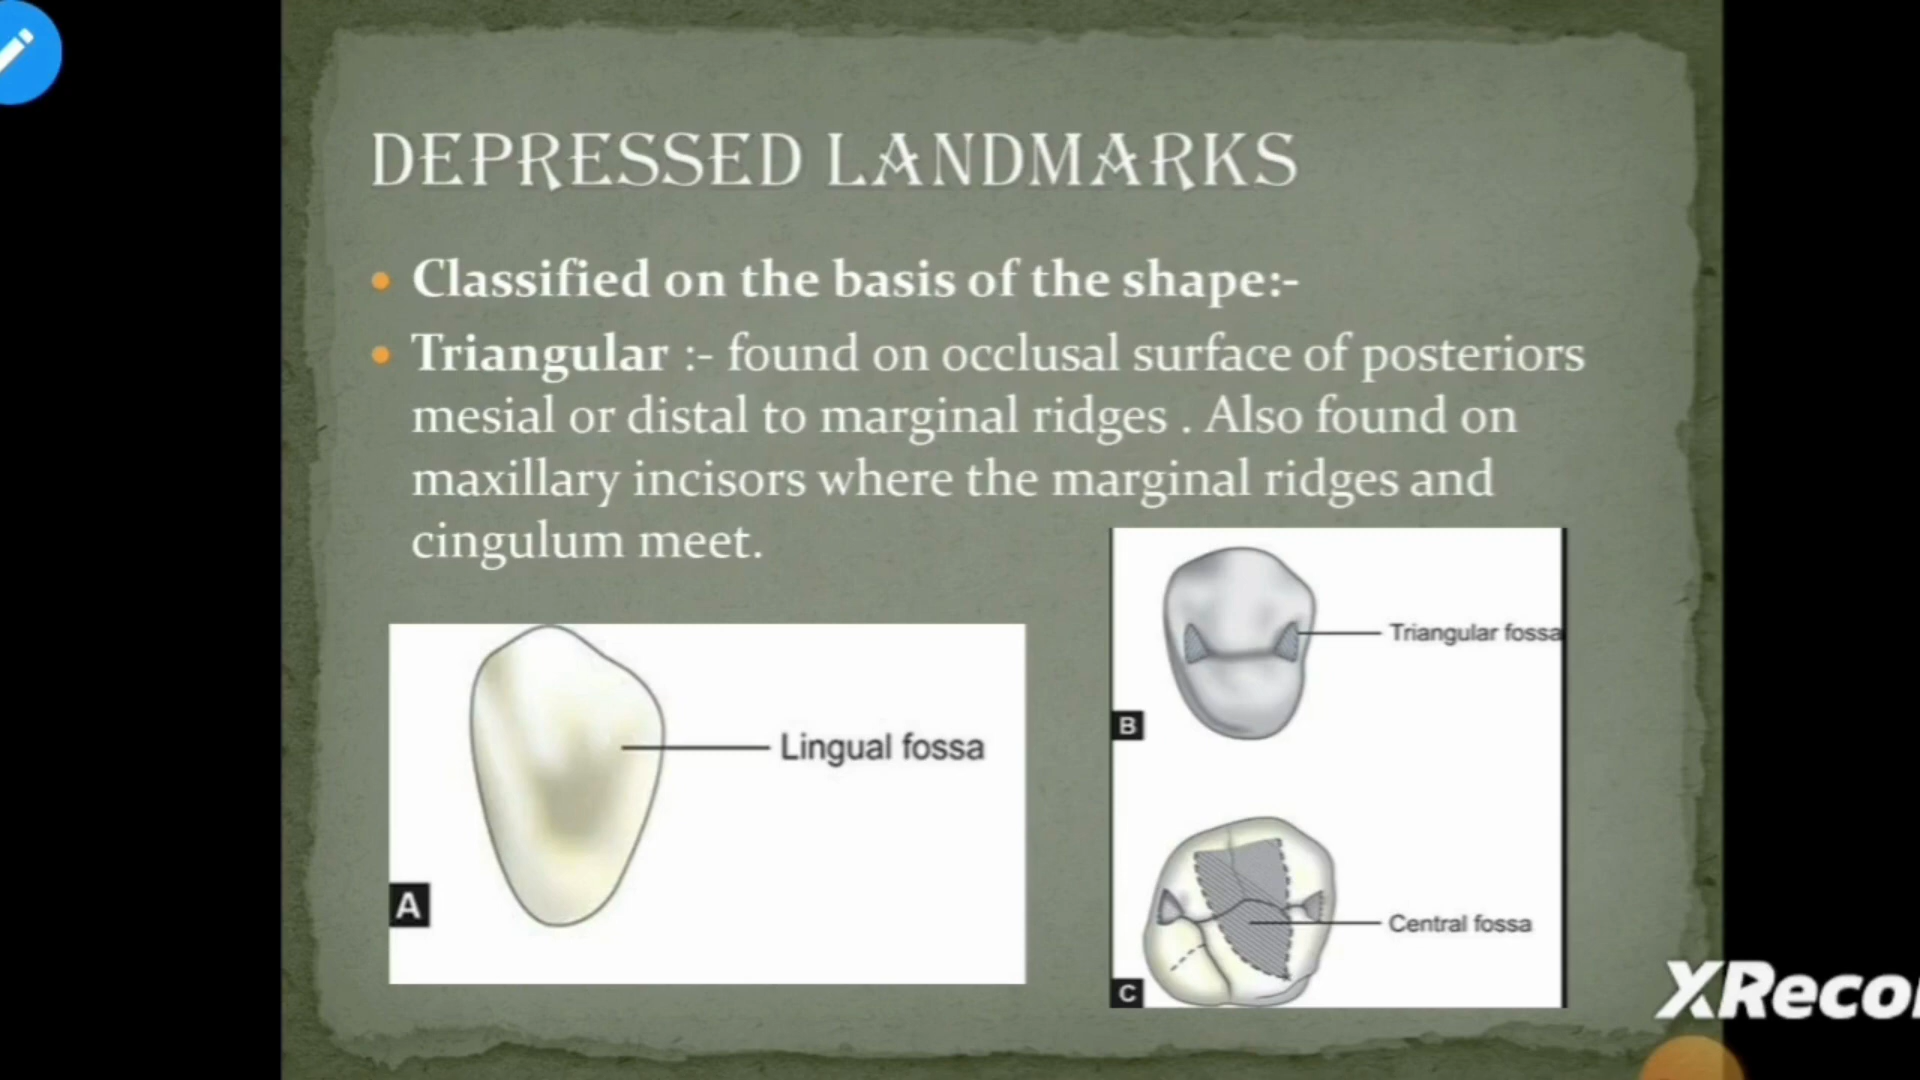 DEPRESSED LANDMARKS
Classified on the basis of the shape:-
Triangular :- found on occlusal surface of posteriors
mesial or distal to marginal ridges . Also found on
maxillary incisors where the marginal ridges and
cingulum meet.
Lingual fossa
A
Triangular fossa
B
Central fossa
C
XRecor